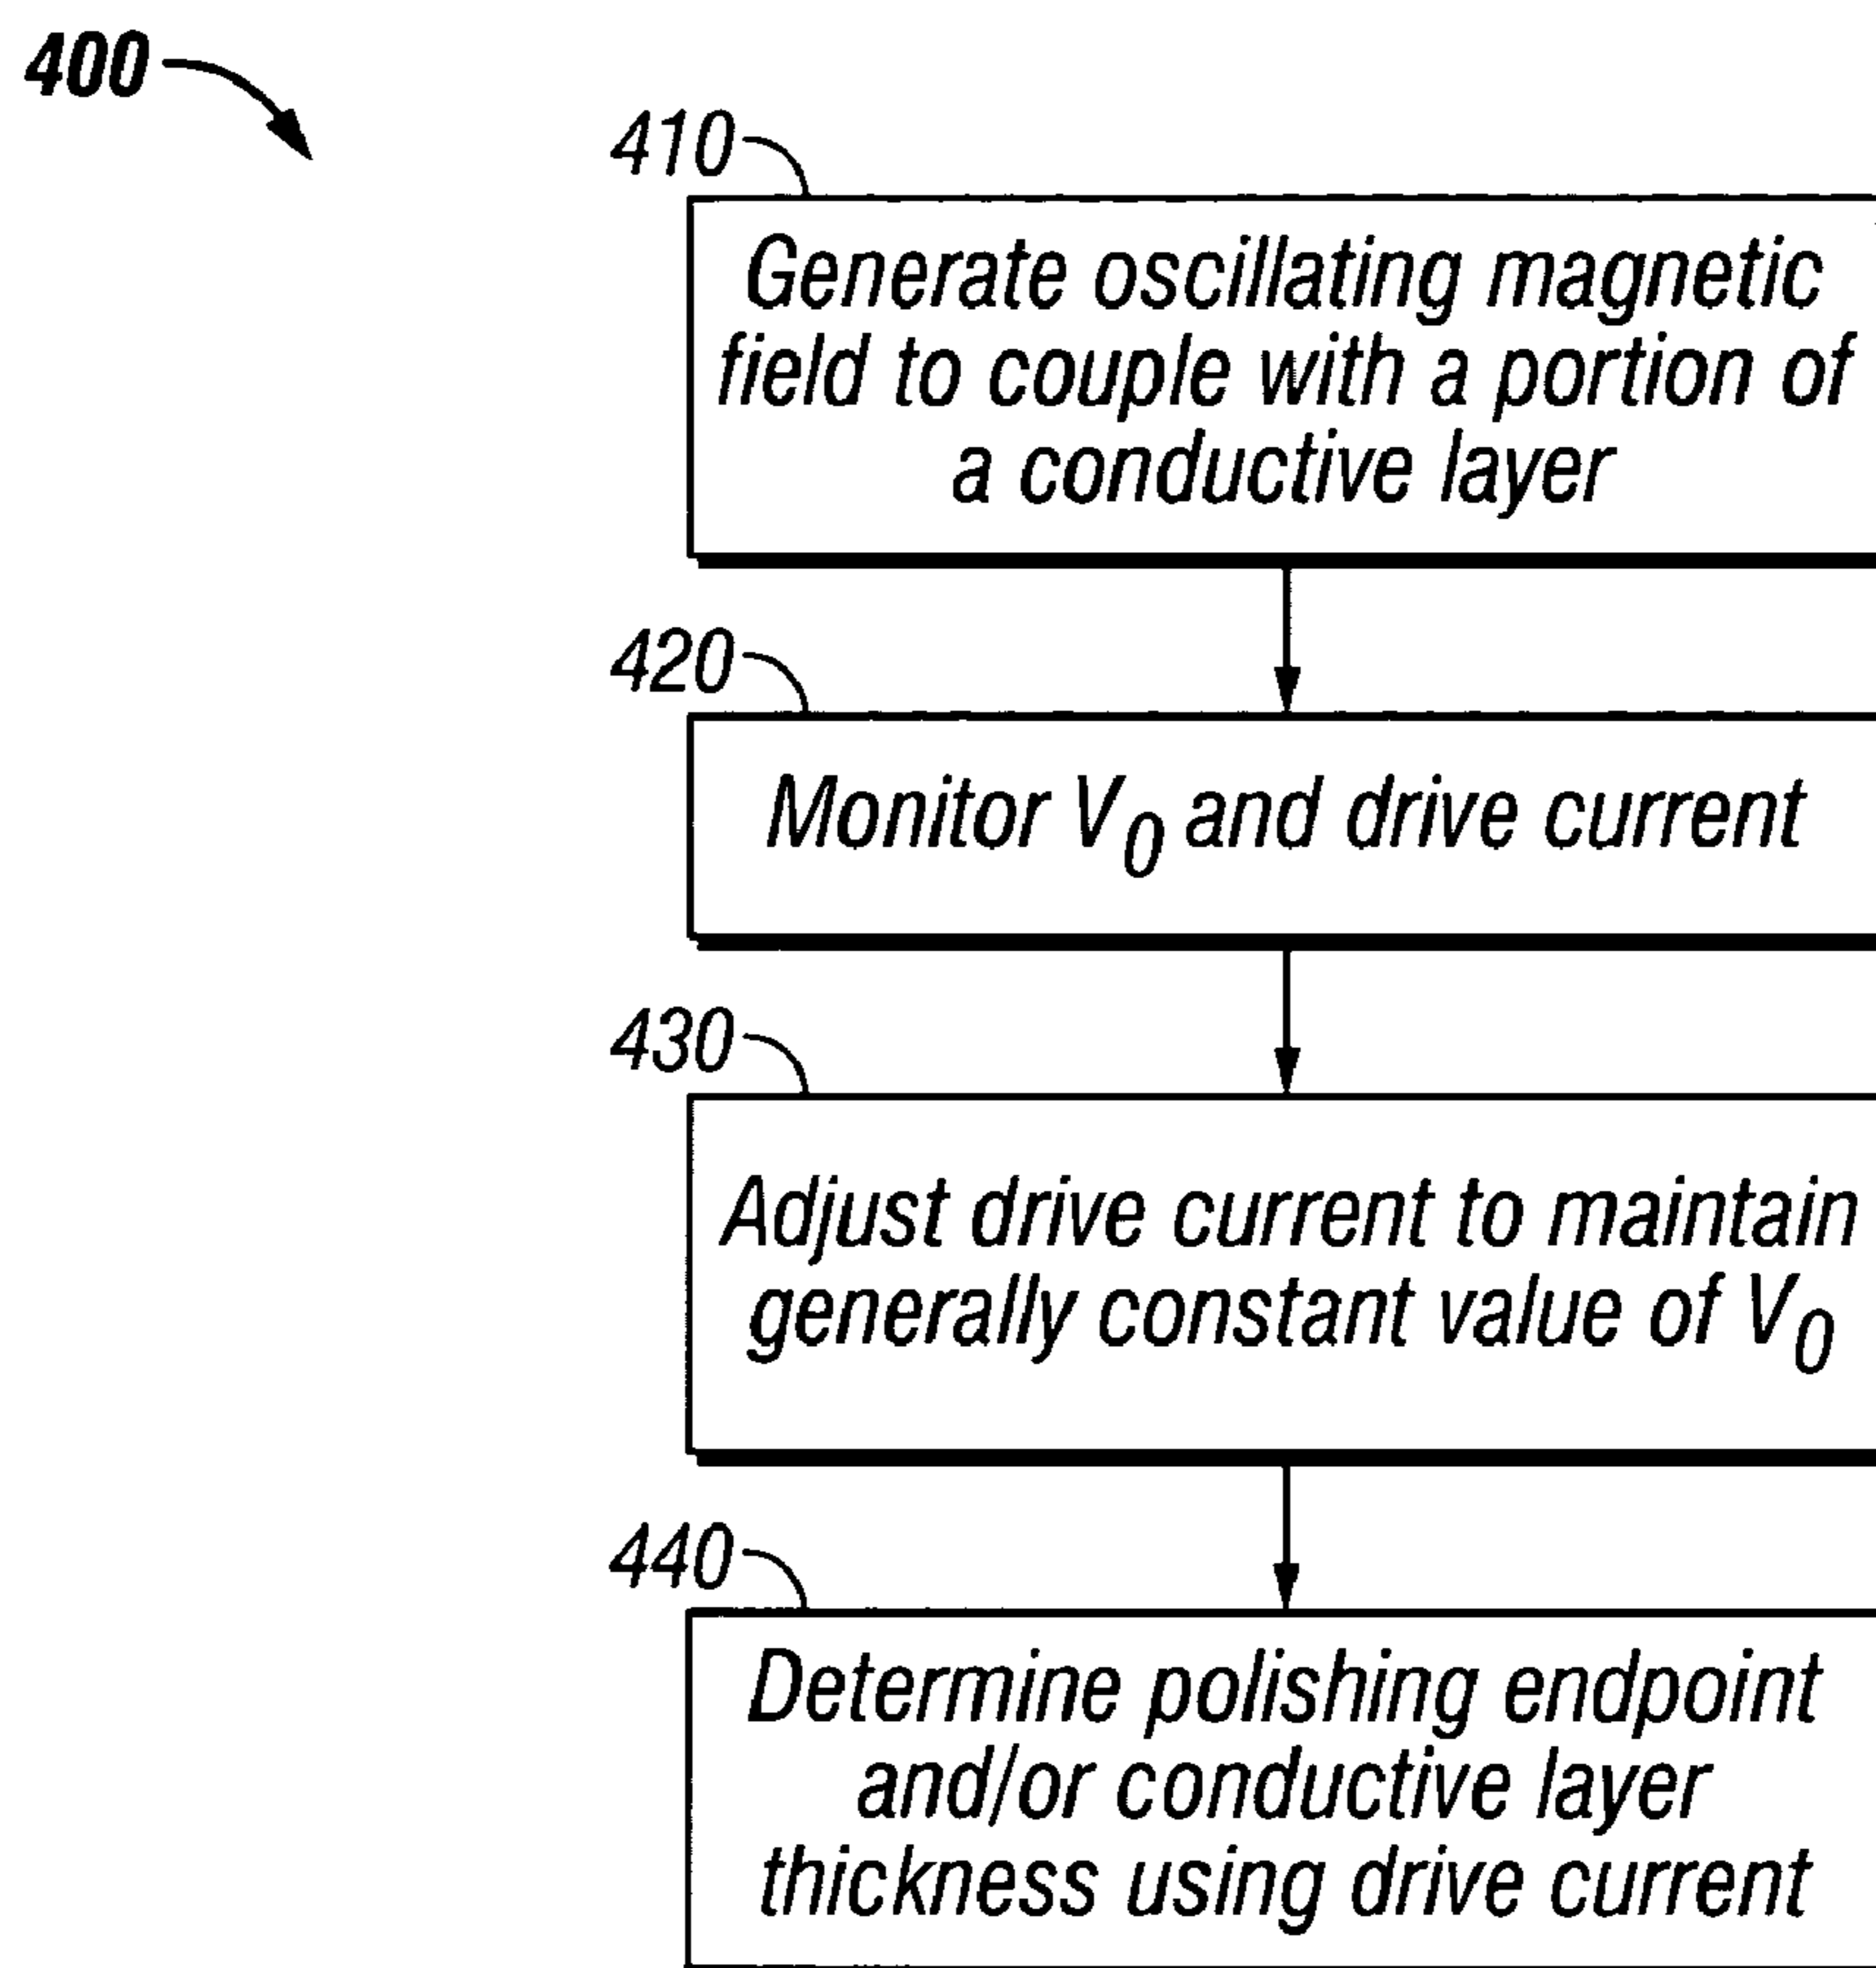 400
410
Generate oscillating magnetic
field to couple with a portion of
a conductive layer
420
Monitor V0 and drive current
430
Adjust drive current to maintain
generally constant value of V0
440
Determine polishing endpoint
and/or conductive layer
thickness using drive current